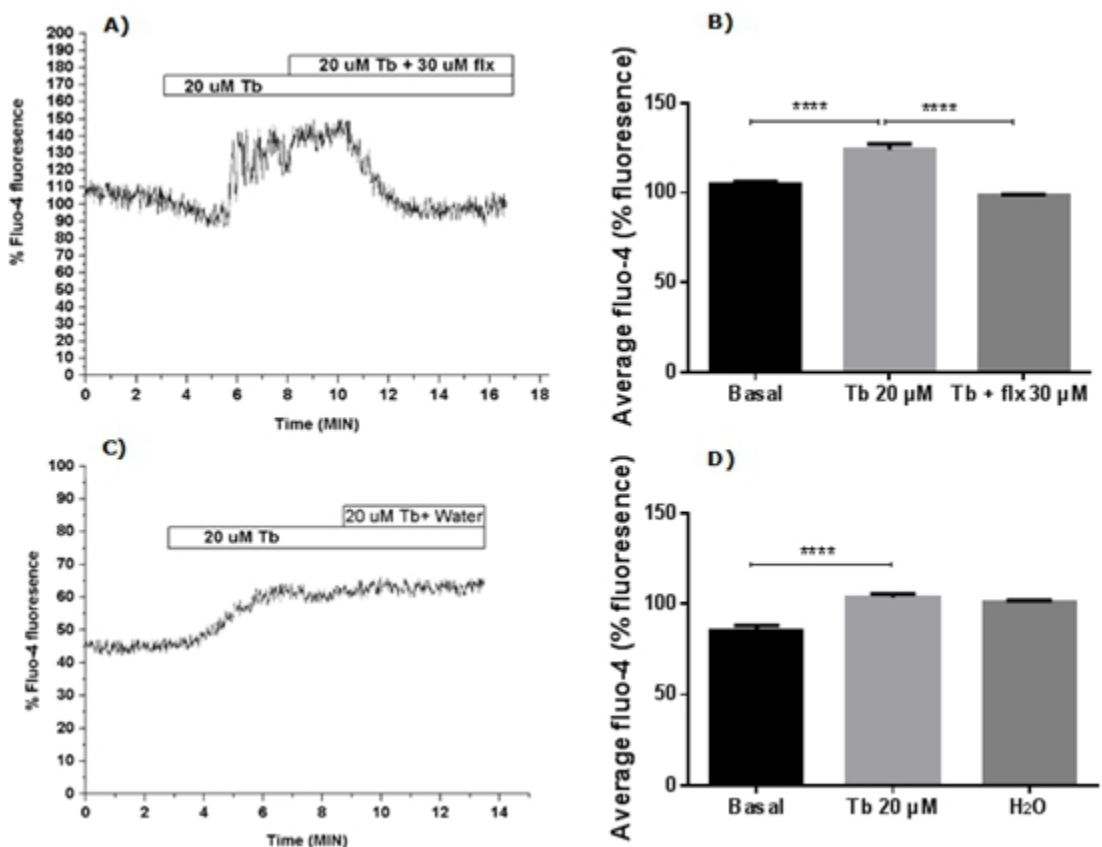 A)
200
190
180
170
160
150
140
130
120
110
100
90
80
70
60
50
40
30
20
10
0
% Fluo-4 fluoresence
20 uM Tb + 30 uM flx
20 uM Tb
0 2 4 6 8 10 12 14 16 18
Time (MIN)
B)
Average fluo-4 (% fluoresence)
150
100
50
0
**** ****
Basal Tb 20 µM Tb + flx 30 µM
C)
100
90
80
70
60
50
40
30
20
10
0
% Fluo-4 fluoresence
20 uM Tb+ Water
20 uM Tb
0 2 4 6 8 10 12 14
Time (MIN)
D)
Average fluo-4 (% fluoresence)
150
100
50
0
****
Basal Tb 20 µM H₂O